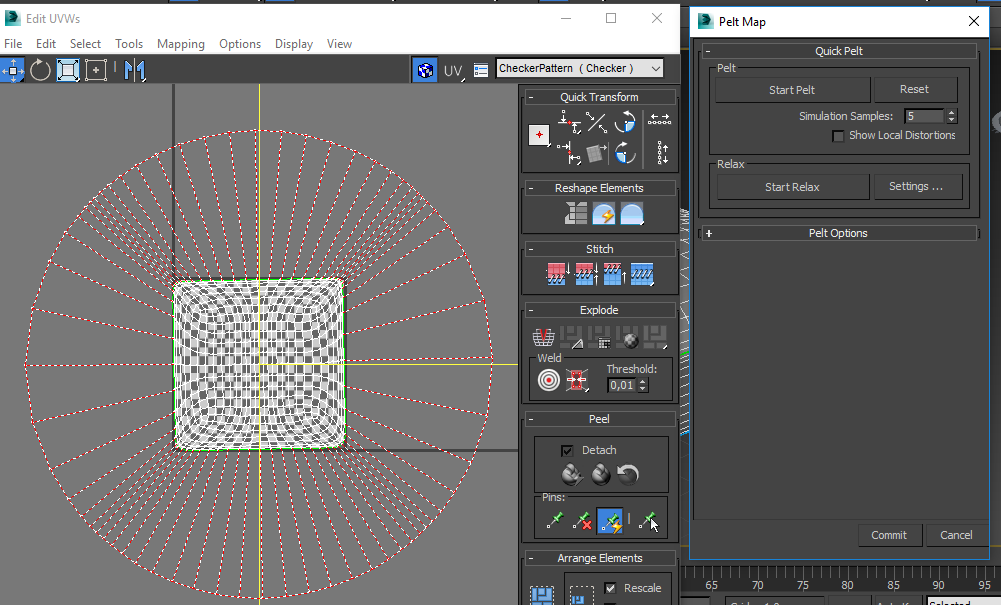 Edit UVWs
File Edit Select Tools Mapping Options Display View
UV
CheckerPattern ( Checker )
- Quick Transform
- Reshape Elements
- Stitch
- Explode
Weld
Threshold:
0,01
- Peel
Detach
Pins:
- Arrange Elements
Rescale
Pelt Map
- Quick Pelt
Pelt
Start Pelt
Reset
Simulation Samples: 5
Show Local Distortions
Relax
Start Relax
Settings ...
+ Pelt Options
Commit
Cancel
65 70 75 80 85 90 95